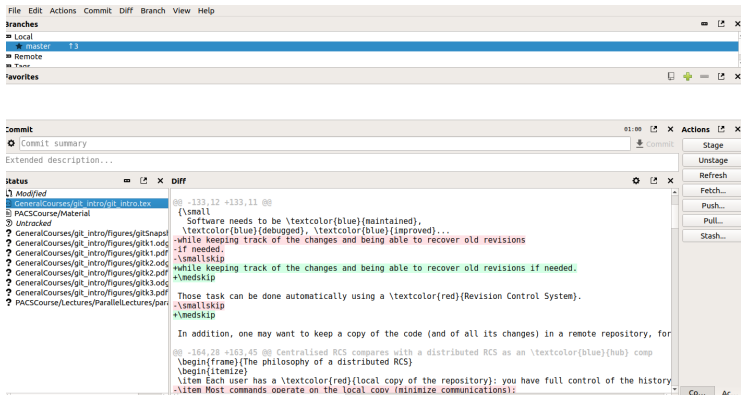 File Edit Actions Commit Diff Branch View Help
Branches
Local
master ↑3
Remote
Tags
Favorites
Commit
01:00
Commit summary
Commit
Extended description...
Actions
Stage
Unstage
Refresh
Fetch...
Push...
Pull...
Stash...
Status
Modified
GeneralCourses/git_intro/git_intro.tex
PACSCourse/Material
Untracked
GeneralCourses/git_intro/figures/gitSnapsh
GeneralCourses/git_intro/figures/gitk1.odg
GeneralCourses/git_intro/figures/gitk1.pdf
GeneralCourses/git_intro/figures/gitk2.odg
GeneralCourses/git_intro/figures/gitk2.pdf
GeneralCourses/git_intro/figures/gitk3.odg
GeneralCourses/git_intro/figures/gitk3.pdf
PACSCourse/Lectures/ParallelLectures/para
Diff
@@ -133,12 +133,11 @@
{\small
Software needs to be \textcolor{blue}{maintained},
\textcolor{blue}{debugged}, \textcolor{blue}{improved}...
-while keeping track of the changes and being able to recover old revisions
-if needed.
-\smallskip
+while keeping track of the changes and being able to recover old revisions if needed.
+\medskip
Those task can be done automatically using a \textcolor{red}{Revision Control System}.
-\smallskip
+\medskip
In addition, one may want to keep a copy of the code (and of all its changes) in a remote repository, for
@@ -164,28 +163,45 @@ Centralised RCS compares with a distributed RCS as an \textcolor{blue}{hub} comp
\begin{frame}{The philosophy of a distributed RCS}
\begin{itemize}
\item Each user has a \textcolor{red}{local copy of the repository}: you have full control of the history
-\item Most commands operate on the local copy (minimize communications);
Co... Ac...